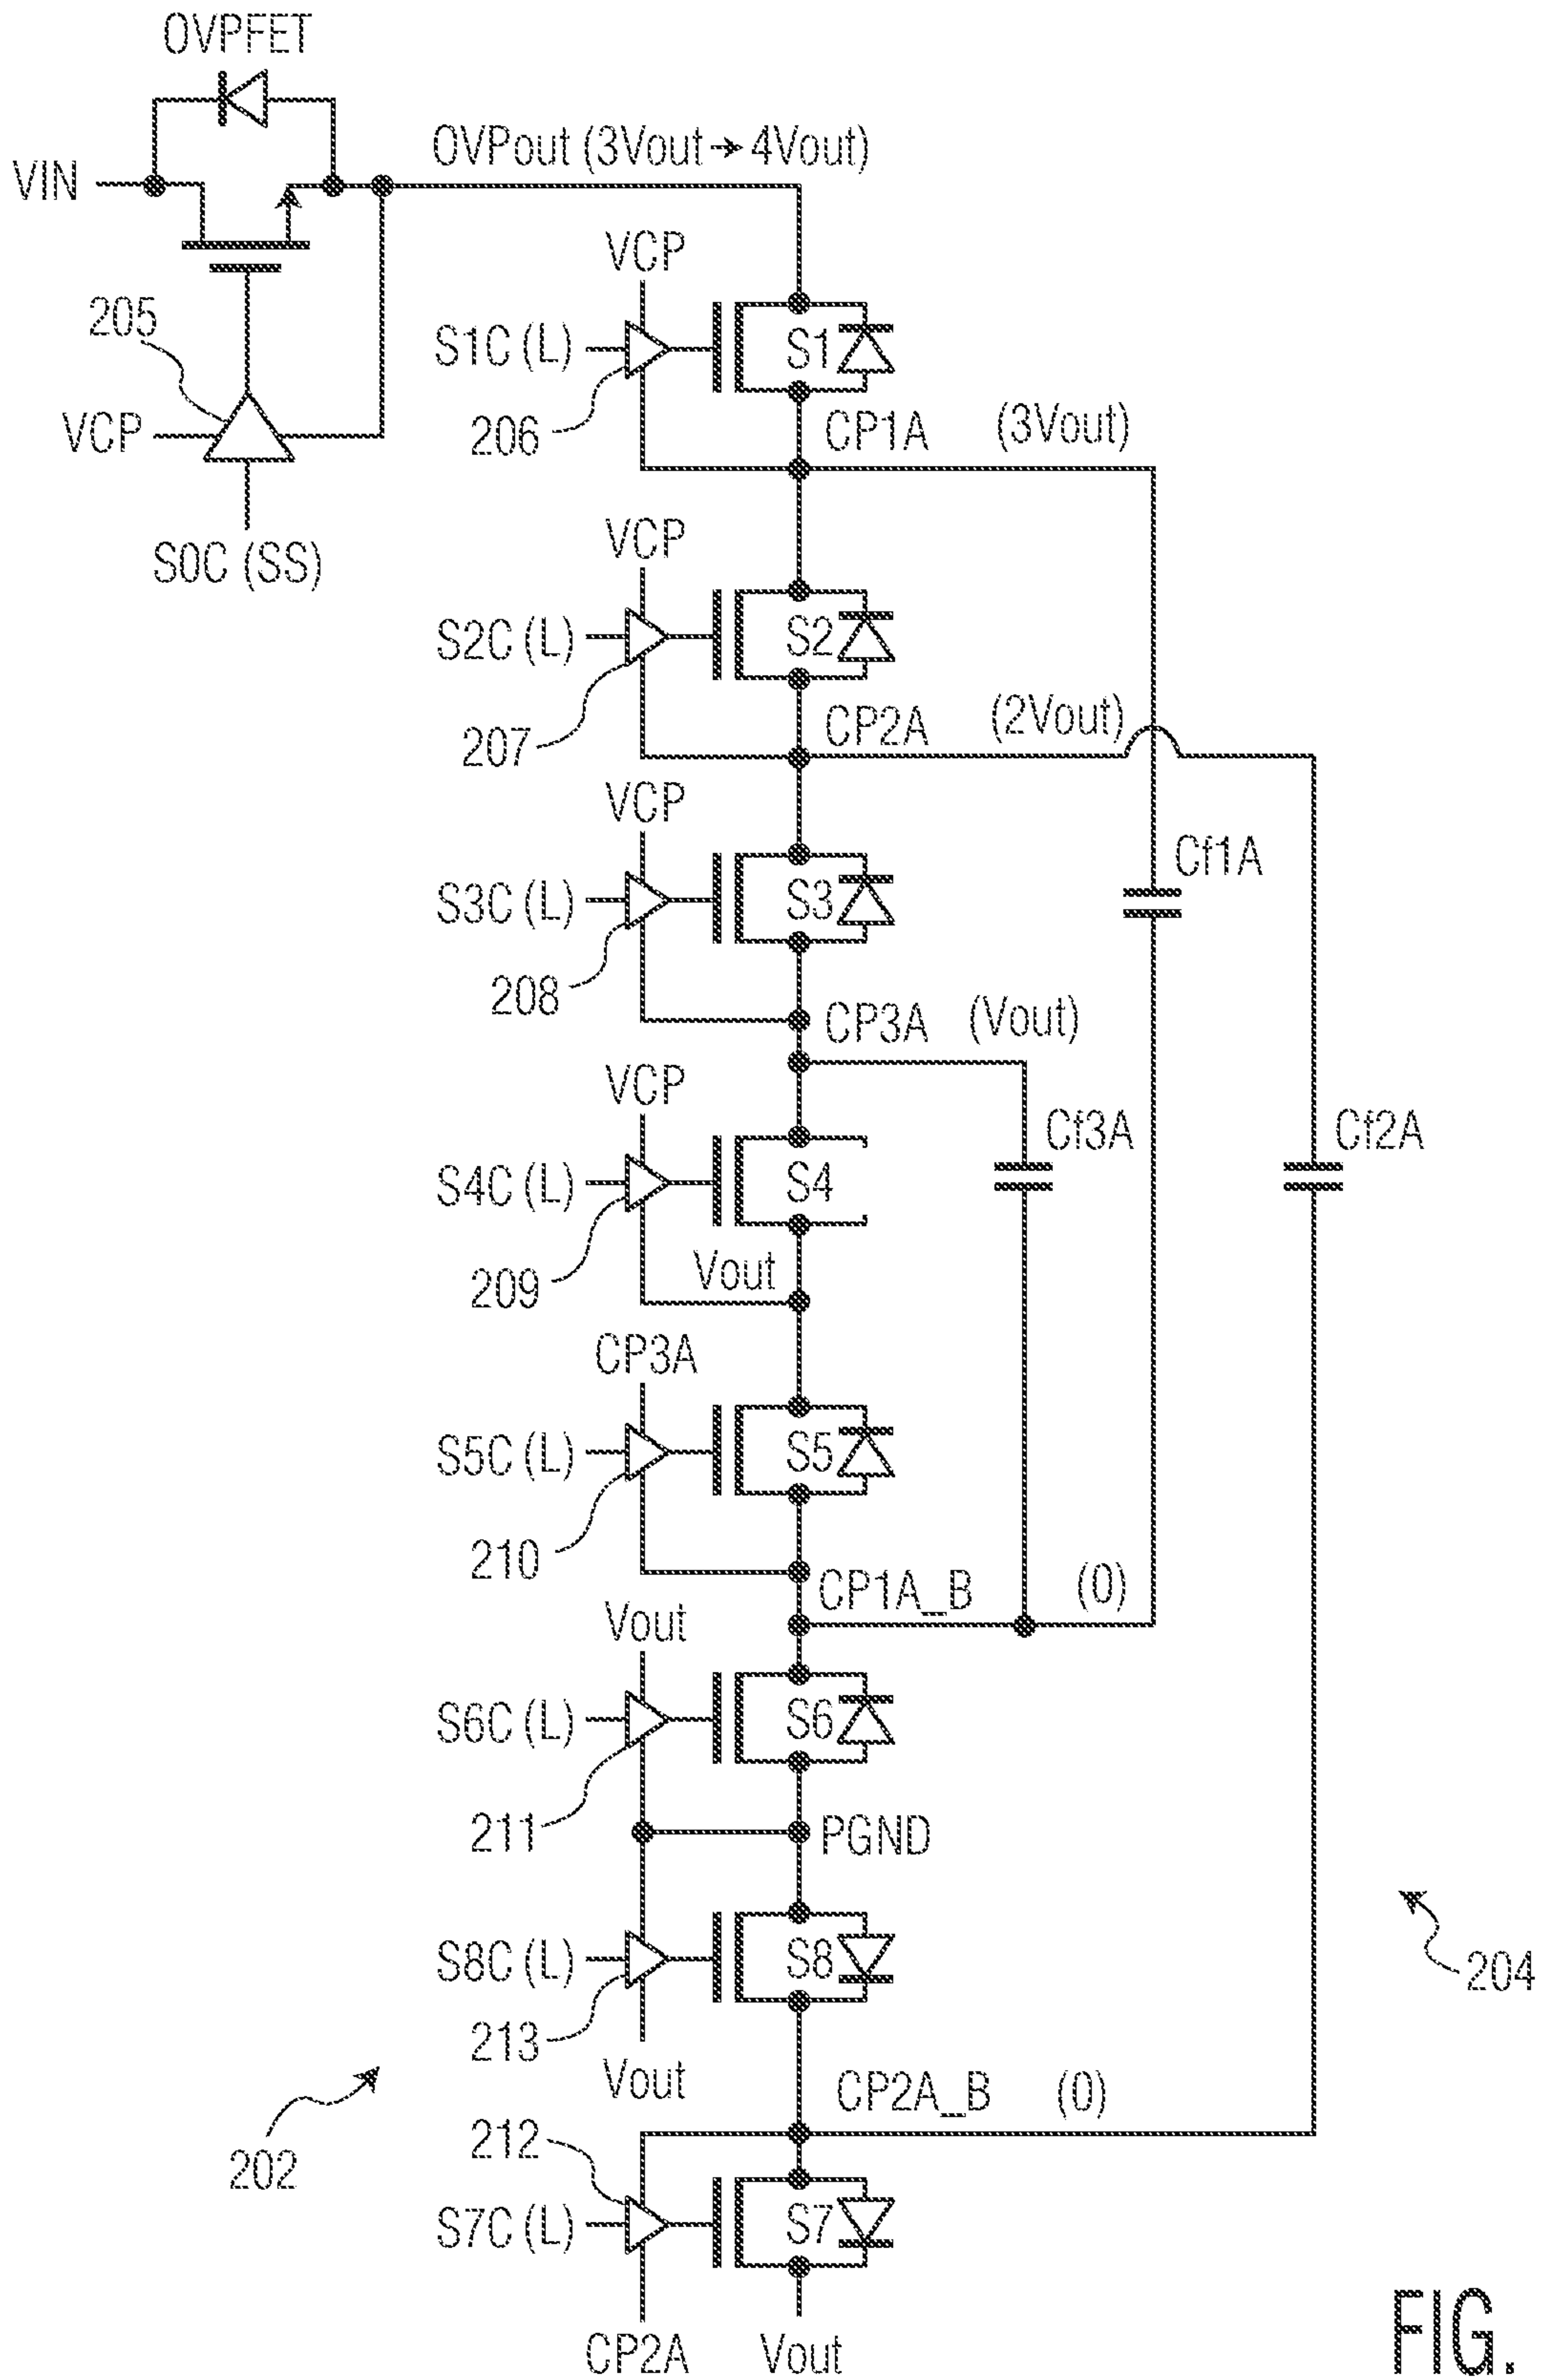 OVPFET
OVPout (3Vout→4Vout)
VIN
VCP
205
S1C (L)
S1
206
CP1A (3Vout)
VCP
S0C (SS)
VCP
S2C (L)
S2
207
CP2A (2Vout)
VCP
S3C (L)
S3
Cf1A
208
CP3A (Vout)
VCP
Cf3A
Cf2A
S4C (L)
S4
209
Vout
CP3A
S5C (L)
S5
210
CP1A_B (0)
Vout
S6C (L)
S6
211
PGND
S8C (L)
S8
204
213
Vout
CP2A_B (0)
202
212
S7C (L)
S7
CP2A
Vout
FIG.